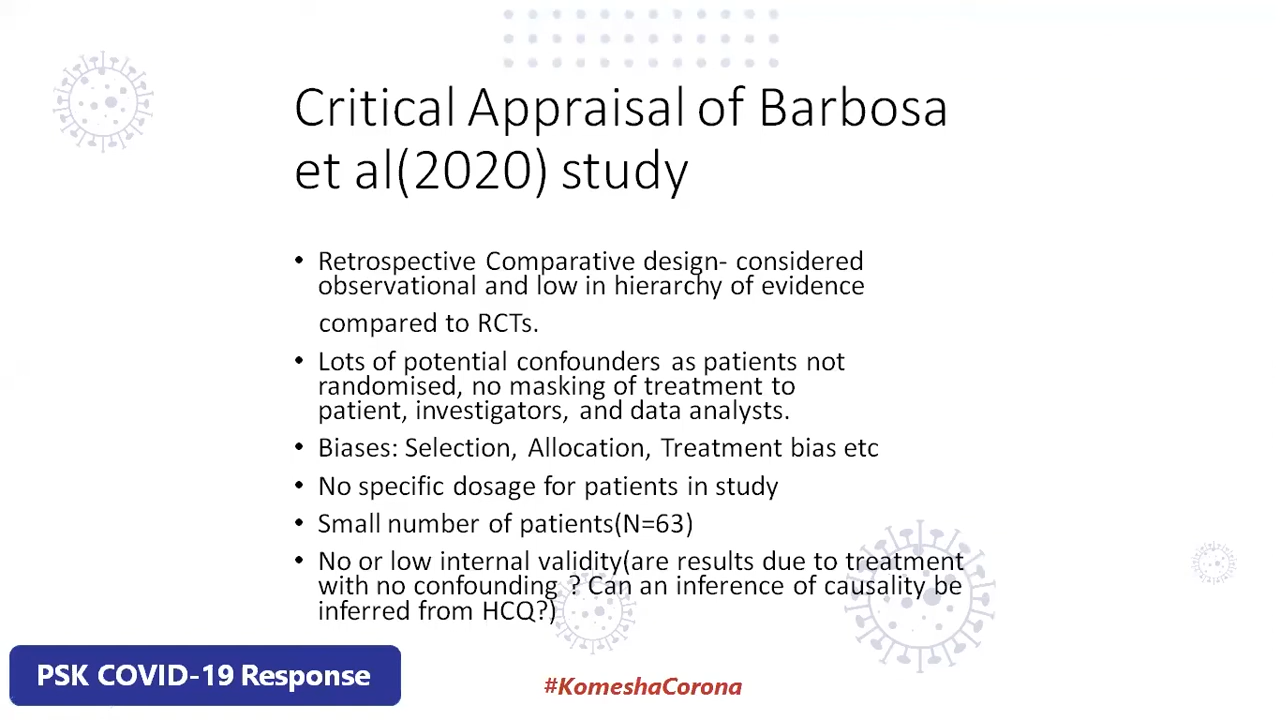 Critical Appraisal of Barbosa
et al(2020) study
• Retrospective Comparative design- considered
observational and low in hierarchy of evidence
compared to RCTs.
• Lots of potential confounders as patients not
randomised, no masking of treatment to
patient, investigators, and data analysts.
• Biases: Selection, Allocation, Treatment bias etc
• No specific dosage for patients in study
• Small number of patients(N=63)
• No or low internal validity(are results due to treatment
with no confounding ? Can an inference of causality be
inferred from HCQ?)
PSK COVID-19 Response
#KomeshaCorona